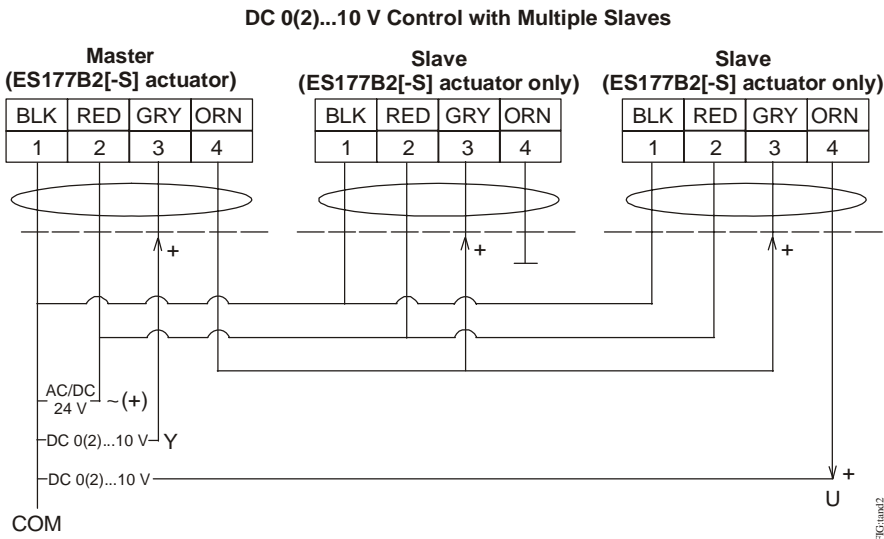 DC 0(2)...10 V Control with Multiple Slaves
Master
(ES177B2[-S] actuator)
Slave
(ES177B2[-S] actuator only)
Slave
(ES177B2[-S] actuator only)
BLK RED GRY ORN
1 2 3 4
BLK RED GRY ORN
1 2 3 4
BLK RED GRY ORN
1 2 3 4
+
+
+
AC/DC
24 V
~(+)
DC 0(2)...10 V
Y
DC 0(2)...10 V
+
U
COM
FIG:tand2